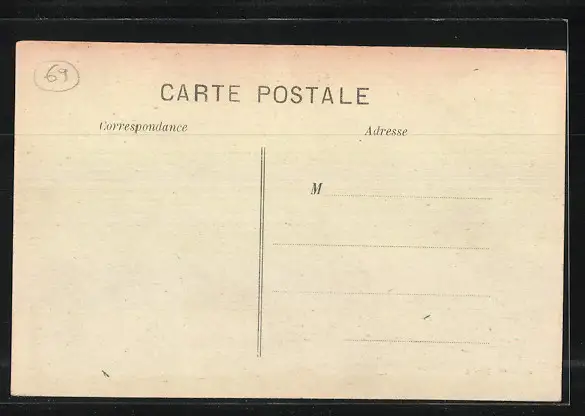 69
CARTE POSTALE
Correspondance
Adresse
M